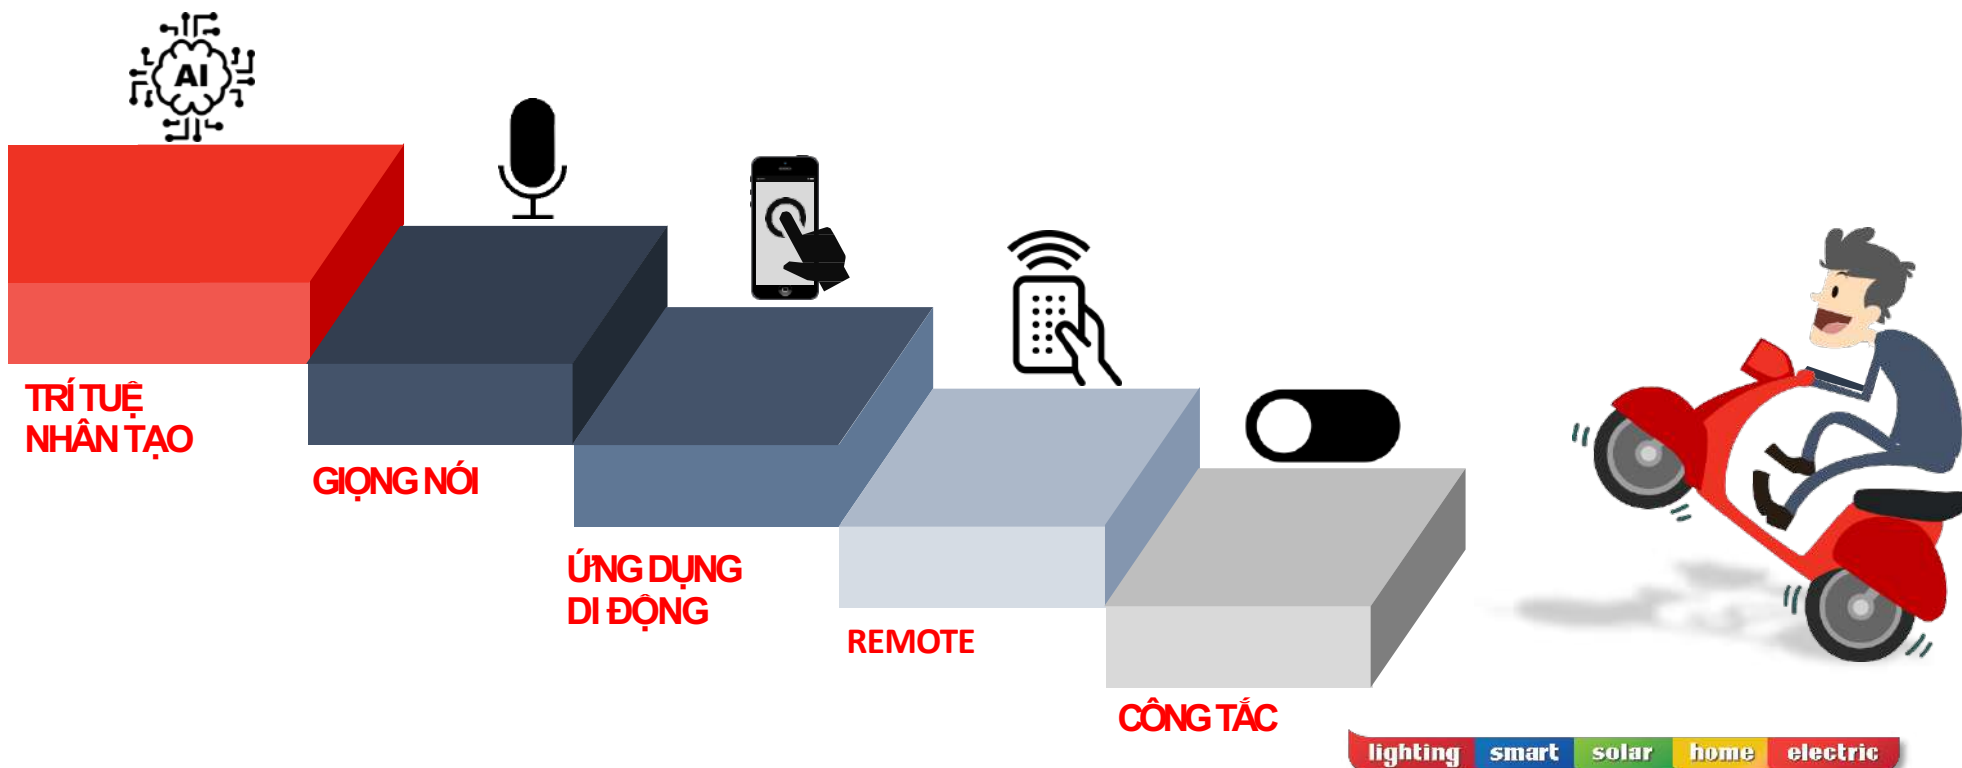 AI
TRÍ TUỆ
NHÂN TẠO
GIỌNG NÓI
ỨNG DỤNG
DI ĐỘNG
REMOTE
CÔNG TẮC
lighting smart solar home electric